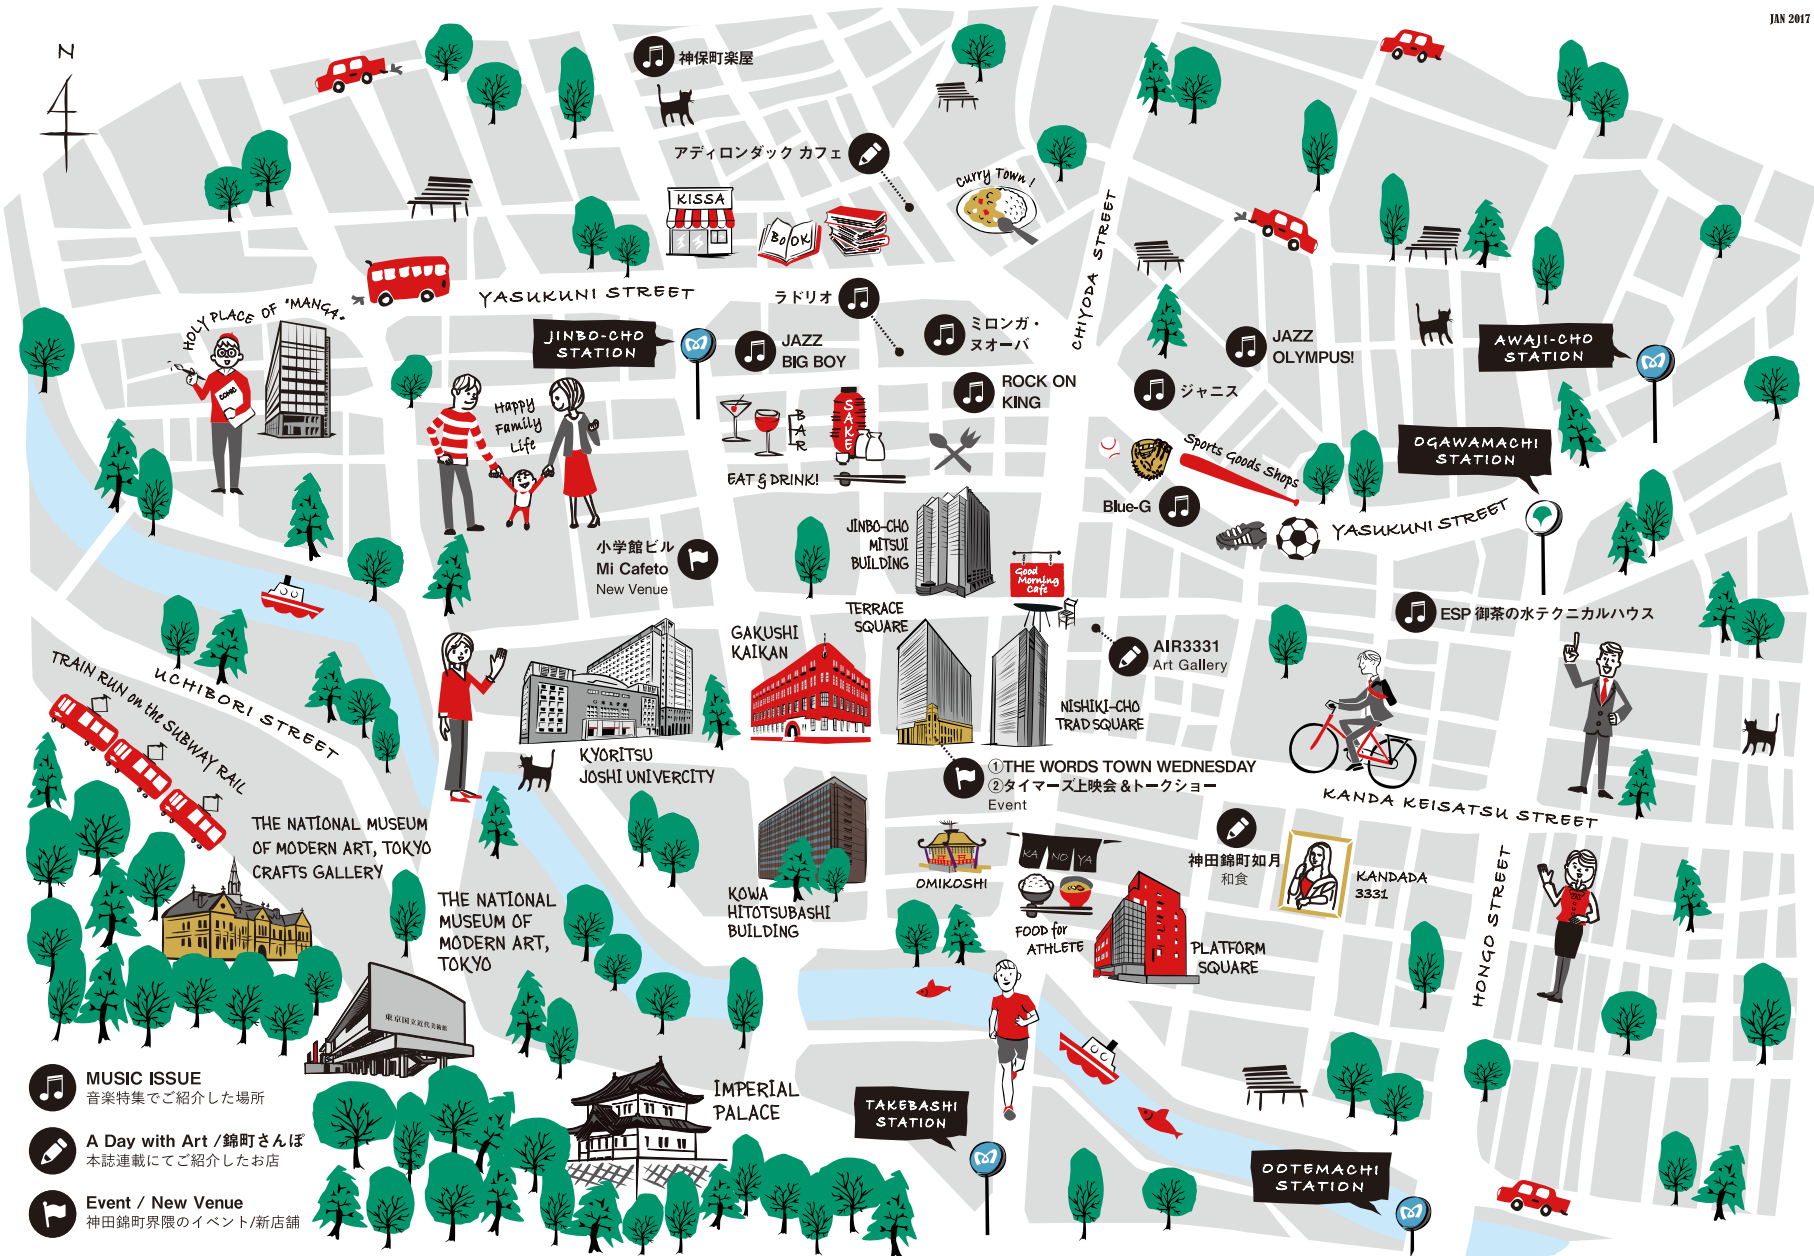 JAN 2017
N
神保町楽屋
アディロンダック カフェ
KISSA
BOOK
Curry Town !
CHIYODA STREET
YASUKUNI STREET
HOLY PLACE OF "MANGA"
COMIC
JINBO-CHO
STATION
ラドリオ
JAZZ
BIG BOY
ミロンガ・
ヌオーバ
ROCK ON
KING
ジャニス
JAZZ
OLYMPUS!
AWAJI-CHO
STATION
OGAWAMACHI
STATION
Happy
Family
Life
BAR
SAKE
EAT & DRINK!
Sports Goods Shops
Blue-G
YASUKUNI STREET
小学館ビル
Mi Cafeto
New Venue
JINBO-CHO
MITSUI
BUILDING
Good
Morning
Cafe
TERRACE
SQUARE
GAKUSHI
KAIKAN
AIR3331
Art Gallery
ESP 御茶の水テクニカルハウス
NISHIKI-CHO
TRAD SQUARE
TRAIN RUN on the SUBWAY RAIL
UCHIBORI STREET
KYORITSU
JOSHI UNIVERCITY
①THE WORDS TOWN WEDNESDAY
②タイマーズ上映会＆トークショー
Event
KANDA KEISATSU STREET
THE NATIONAL MUSEUM
OF MODERN ART, TOKYO
CRAFTS GALLERY
THE NATIONAL
MUSEUM OF
MODERN ART,
TOKYO
KOWA
HITOTSUBASHI
BUILDING
OMIKOSHI
KA NO YA
FOOD for
ATHLETE
神田錦町如月
和食
KANDADA
3331
PLATFORM
SQUARE
HONGO STREET
東京国立近代美術館
IMPERIAL
PALACE
TAKEBASHI
STATION
OOTEMACHI
STATION
MUSIC ISSUE
音楽特集でご紹介した場所
A Day with Art /錦町さんぽ
本誌連載にてご紹介したお店
Event / New Venue
神田錦町界隈のイベント/新店舗